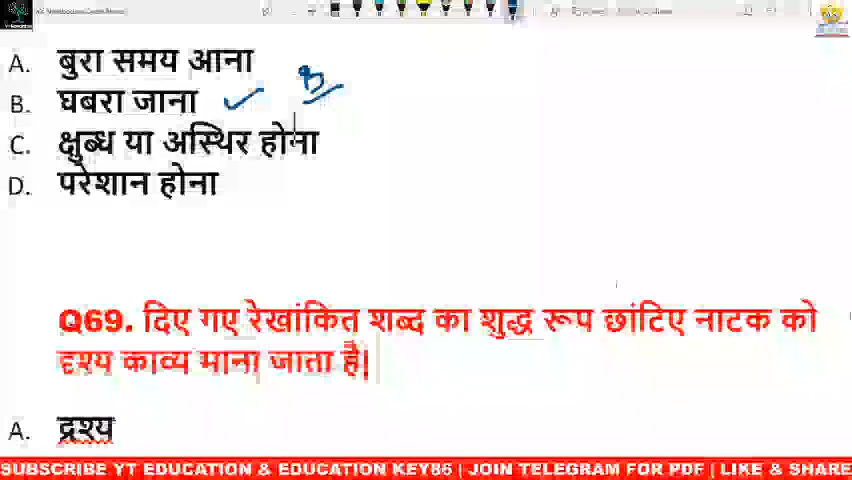 A. बुरा समय आना
B. घबरा जाना
C. क्षुब्ध या अस्थिर होना
D. परेशान होना
Q69. दिए गए रेखांकित शब्द का शुद्ध रूप छांटिए नाटक को
दृश्य काव्य माना जाता है|
A. द्रश्य
SUBSCRIBE YT EDUCATION & EDUCATION KEY86 | JOIN TELEGRAM FOR PDF | LIKE & SHARE